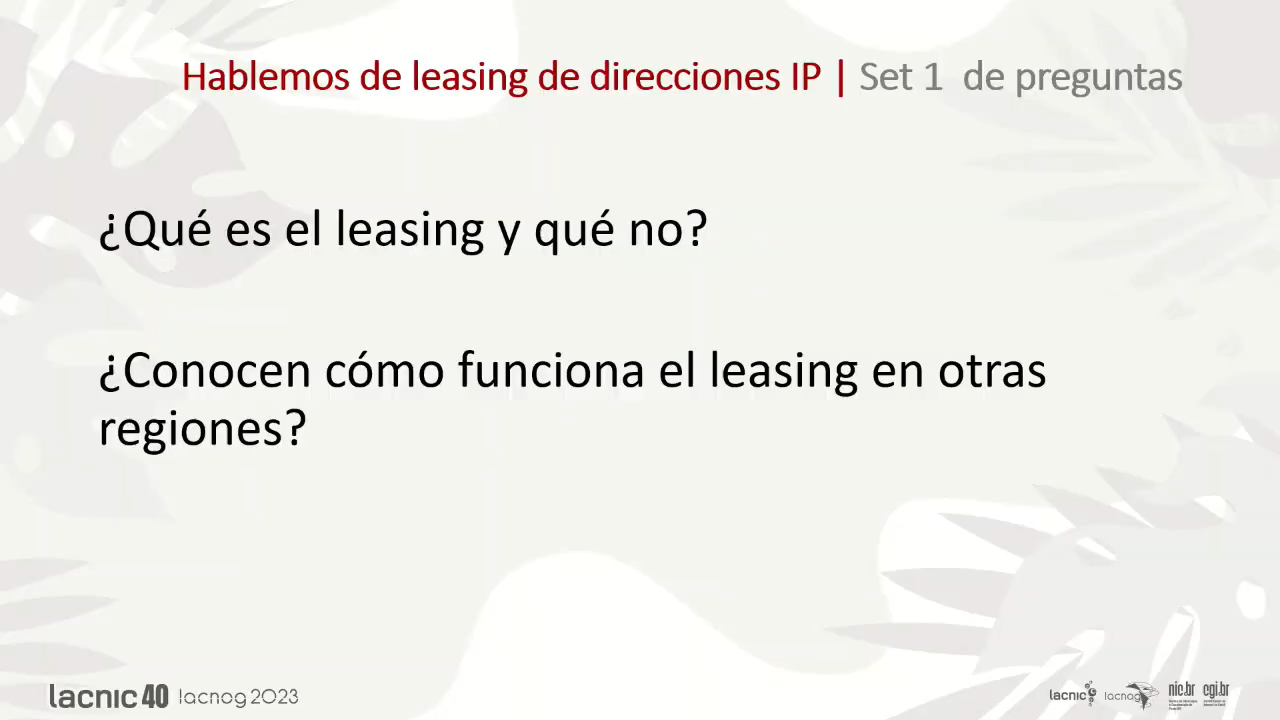 Hablemos de leasing de direcciones IP | Set 1 de preguntas
¿Qué es el leasing y qué no?
¿Conocen cómo funciona el leasing en otras
regiones?
lacnic 40 lacnog 2023
lacnic lacnog nic.br cgi.br